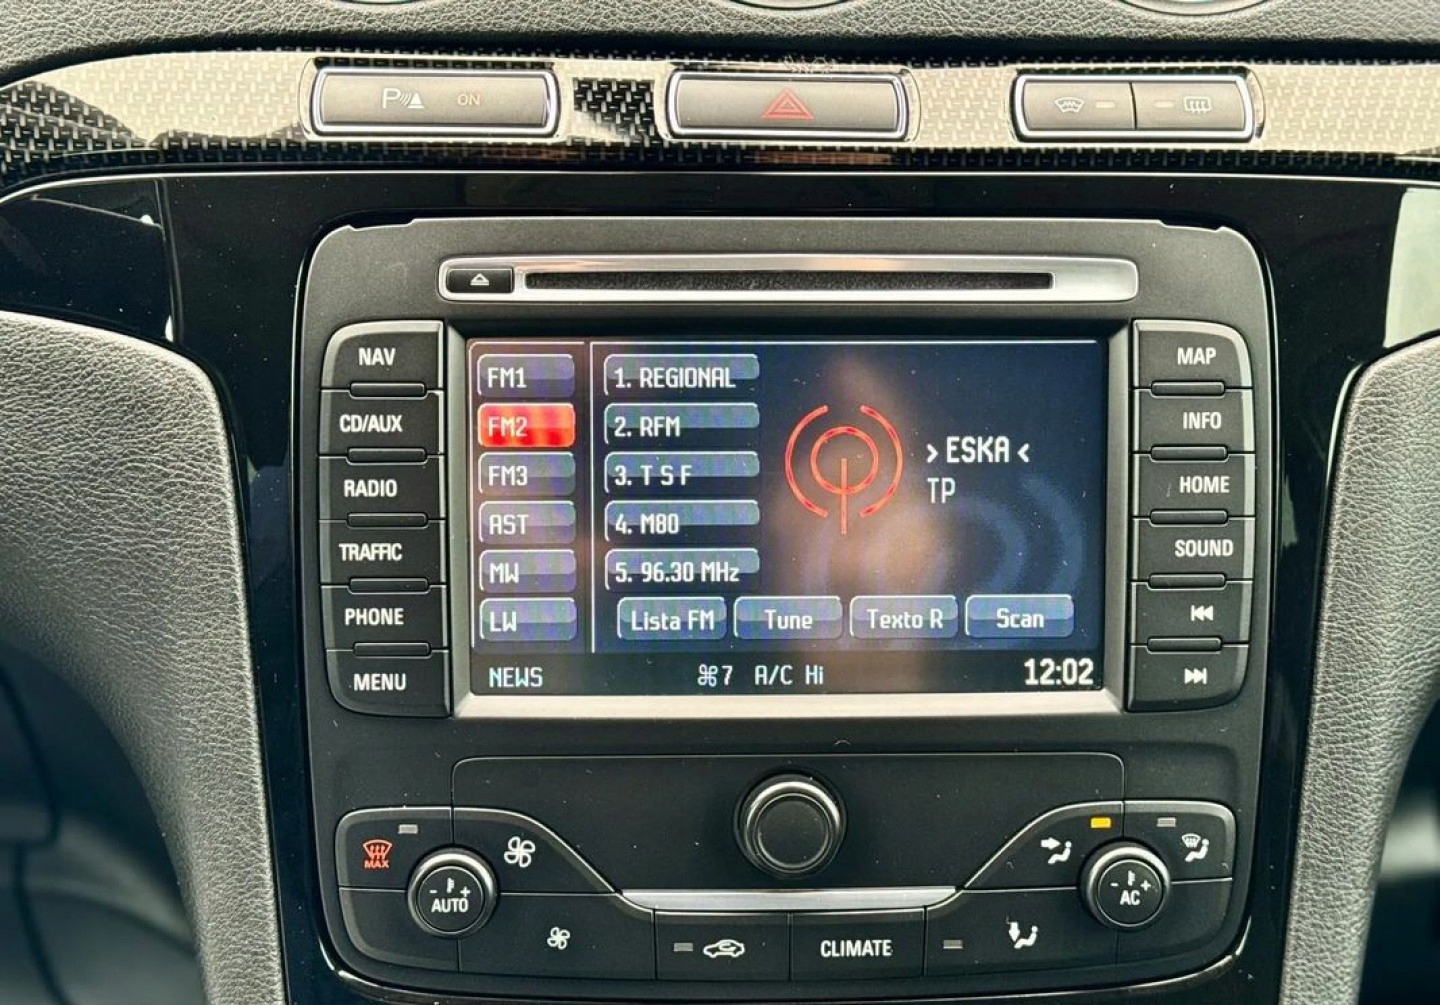 P ON
NAV
CD/AUX
RADIO
TRAFFIC
PHONE
MENU
FM1
FM2
FM3
AST
MW
LW
1. REGIONAL
2. RFM
3. T S F
4. M80
5. 96.30 MHz
> ESKA <
TP
Lista FM Tune Texto R Scan
NEWS ⌘7 A/C Hi 12:02
MAP
INFO
HOME
SOUND
MAX
- + AUTO
CLIMATE
- + AC